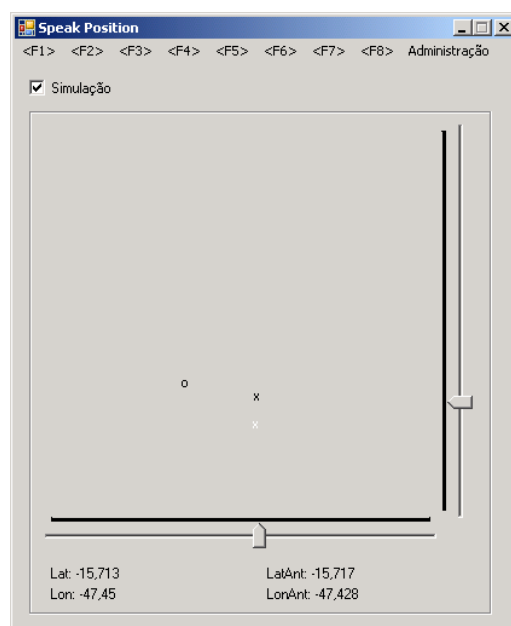 Speak Position
<F1> <F2> <F3> <F4> <F5> <F6> <F7> <F8> Administração
Simulação
o
x
x
Lat: -15,713 LatAnt: -15,717
Lon: -47,45 LonAnt: -47,428